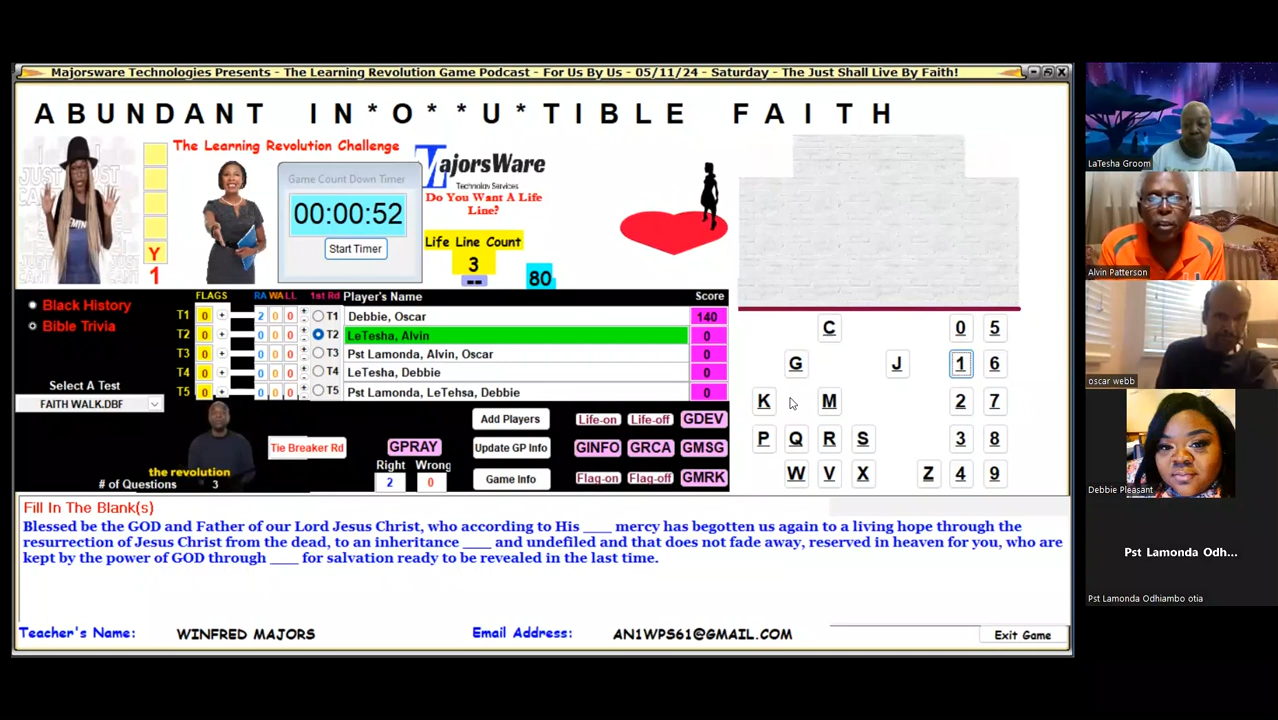 Majorsware Technologies Presents - The Learning Revolution Game Podcast - For Us By Us - 05/11/24 - Saturday - The Just Shall Live By Faith!
ABUNDANT IN*O**U*TIBLE FAITH
The Learning Revolution Challenge
Y
1
Game Count Down Timer
00:00:52
Start Timer
MajorsWare
Technology Services
Do You Want A Life
Line?
Life Line Count
3
--
80
Black History
Bible Trivia
Select A Test
FAITH WALK.DBF
FLAGS RA WA LL 1st Rd Player's Name Score
T1 0 + 2 0 0 T1 Debbie, Oscar 140
T2 0 + 0 0 0 T2 LeTesha, Alvin 0
T3 0 + 0 0 0 T3 Pst Lamonda, Alvin, Oscar 0
T4 0 + 0 0 0 T4 LeTesha, Debbie 0
T5 0 + 0 0 0 T5 Pst Lamonda, LeTehsa, Debbie 0
the revolution
# of Questions 3
Tie Breaker Rd
GPRAY
Right Wrong
2 0
Add Players Life-on Life-off GDEV
Update GP Info GINFO GRCA GMSG
Game Info Flag-on Flag-off GMRK
C 0 5
G J 1 6
K M 2 7
P Q R S 3 8
W V X Z 4 9
Fill In The Blank(s)
Blessed be the GOD and Father of our Lord Jesus Christ, who according to His ____ mercy has begotten us again to a living hope through the
resurrection of Jesus Christ from the dead, to an inheritance ____ and undefiled and that does not fade away, reserved in heaven for you, who are
kept by the power of GOD through ____ for salvation ready to be revealed in the last time.
Teacher's Name: WINFRED MAJORS Email Address: AN1WPS61@GMAIL.COM Exit Game
LaTesha Groom
Alvin Patterson
oscar webb
Debbie Pleasant
Pst Lamonda Odh...
Pst Lamonda Odhiambo otia